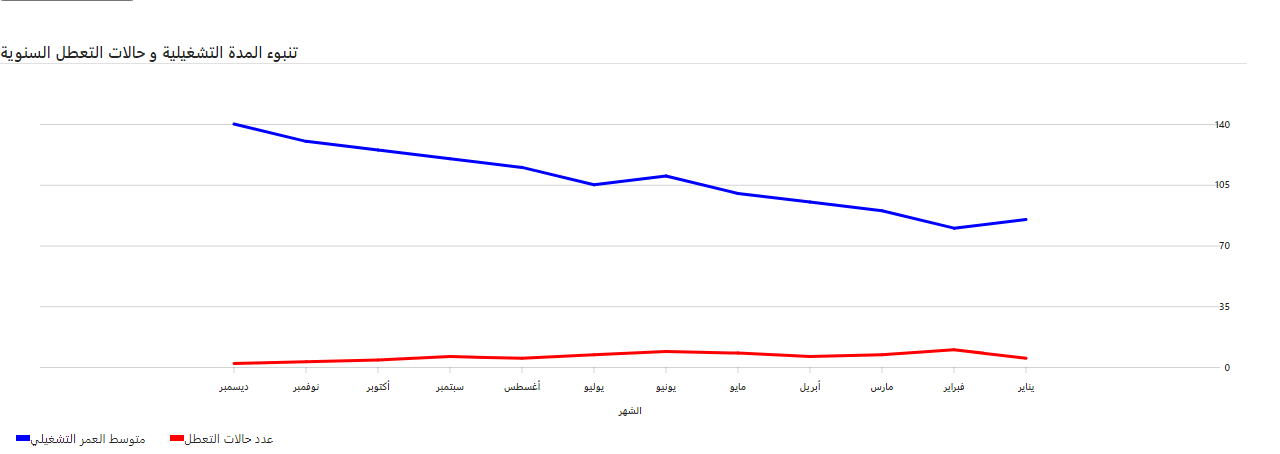 تنبوء المدة التشغيلية و حالات التعطل السنوية
140
105
70
35
0
يناير
فبراير
مارس
أبريل
مايو
يونيو
يوليو
أغسطس
سبتمبر
أكتوبر
نوفمبر
ديسمبر
الشهر
متوسط العمر التشغيلي
عدد حالات التعطل